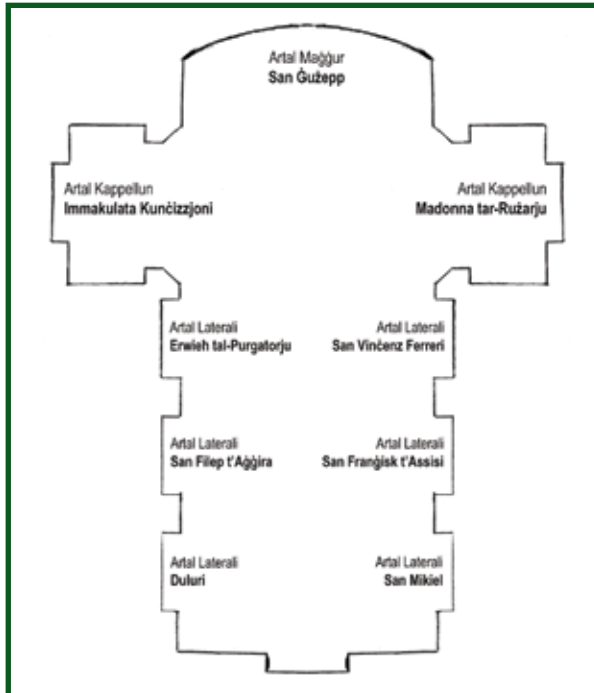 Artal Maġġur
San Ġużepp
Artal Kappellun
Immakulata Kunċizzjoni
Artal Kappellun
Madonna tar-Rużarju
Artal Laterali
Erwieh tal-Purgatorju
Artal Laterali
San Vinċenz Ferreri
Artal Laterali
San Filep t'Aġġira
Artal Laterali
San Franġisk t'Assisi
Artal Laterali
Duluri
Artal Laterali
San Mikiel